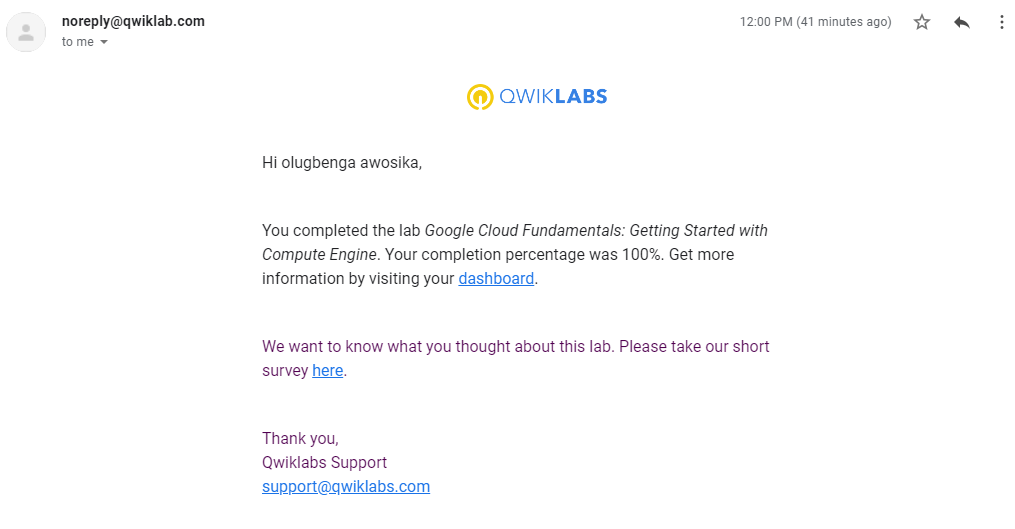 noreply@qwiklab.com
12:00 PM (41 minutes ago)
to me
QWIKLABS
Hi olugbenga awosika,
You completed the lab Google Cloud Fundamentals: Getting Started with
Compute Engine. Your completion percentage was 100%. Get more
information by visiting your dashboard.
We want to know what you thought about this lab. Please take our short
survey here.
Thank you,
Qwiklabs Support
support@qwiklabs.com